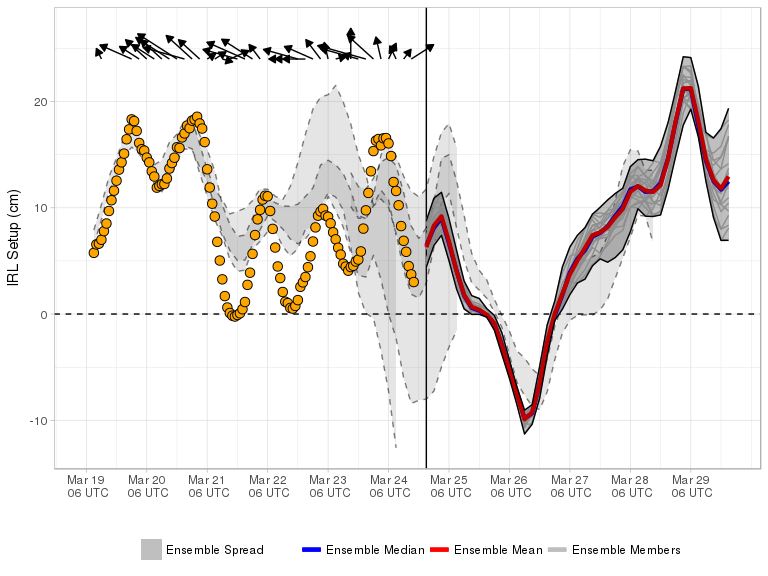 IRL Setup (cm)
20
10
0
-10
Mar 19 Mar 20 Mar 21 Mar 22 Mar 23 Mar 24 Mar 25 Mar 26 Mar 27 Mar 28 Mar 29
06 UTC 06 UTC 06 UTC 06 UTC 06 UTC 06 UTC 06 UTC 06 UTC 06 UTC 06 UTC 06 UTC
Ensemble Spread Ensemble Median Ensemble Mean Ensemble Members